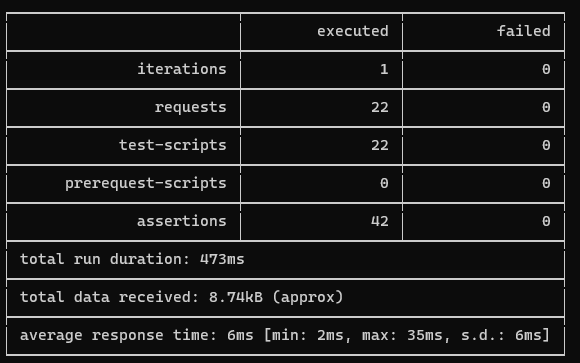 executed failed
iterations 1 0
requests 22 0
test-scripts 22 0
prerequest-scripts 0 0
assertions 42 0
total run duration: 473ms
total data received: 8.74kB (approx)
average response time: 6ms [min: 2ms, max: 35ms, s.d.: 6ms]